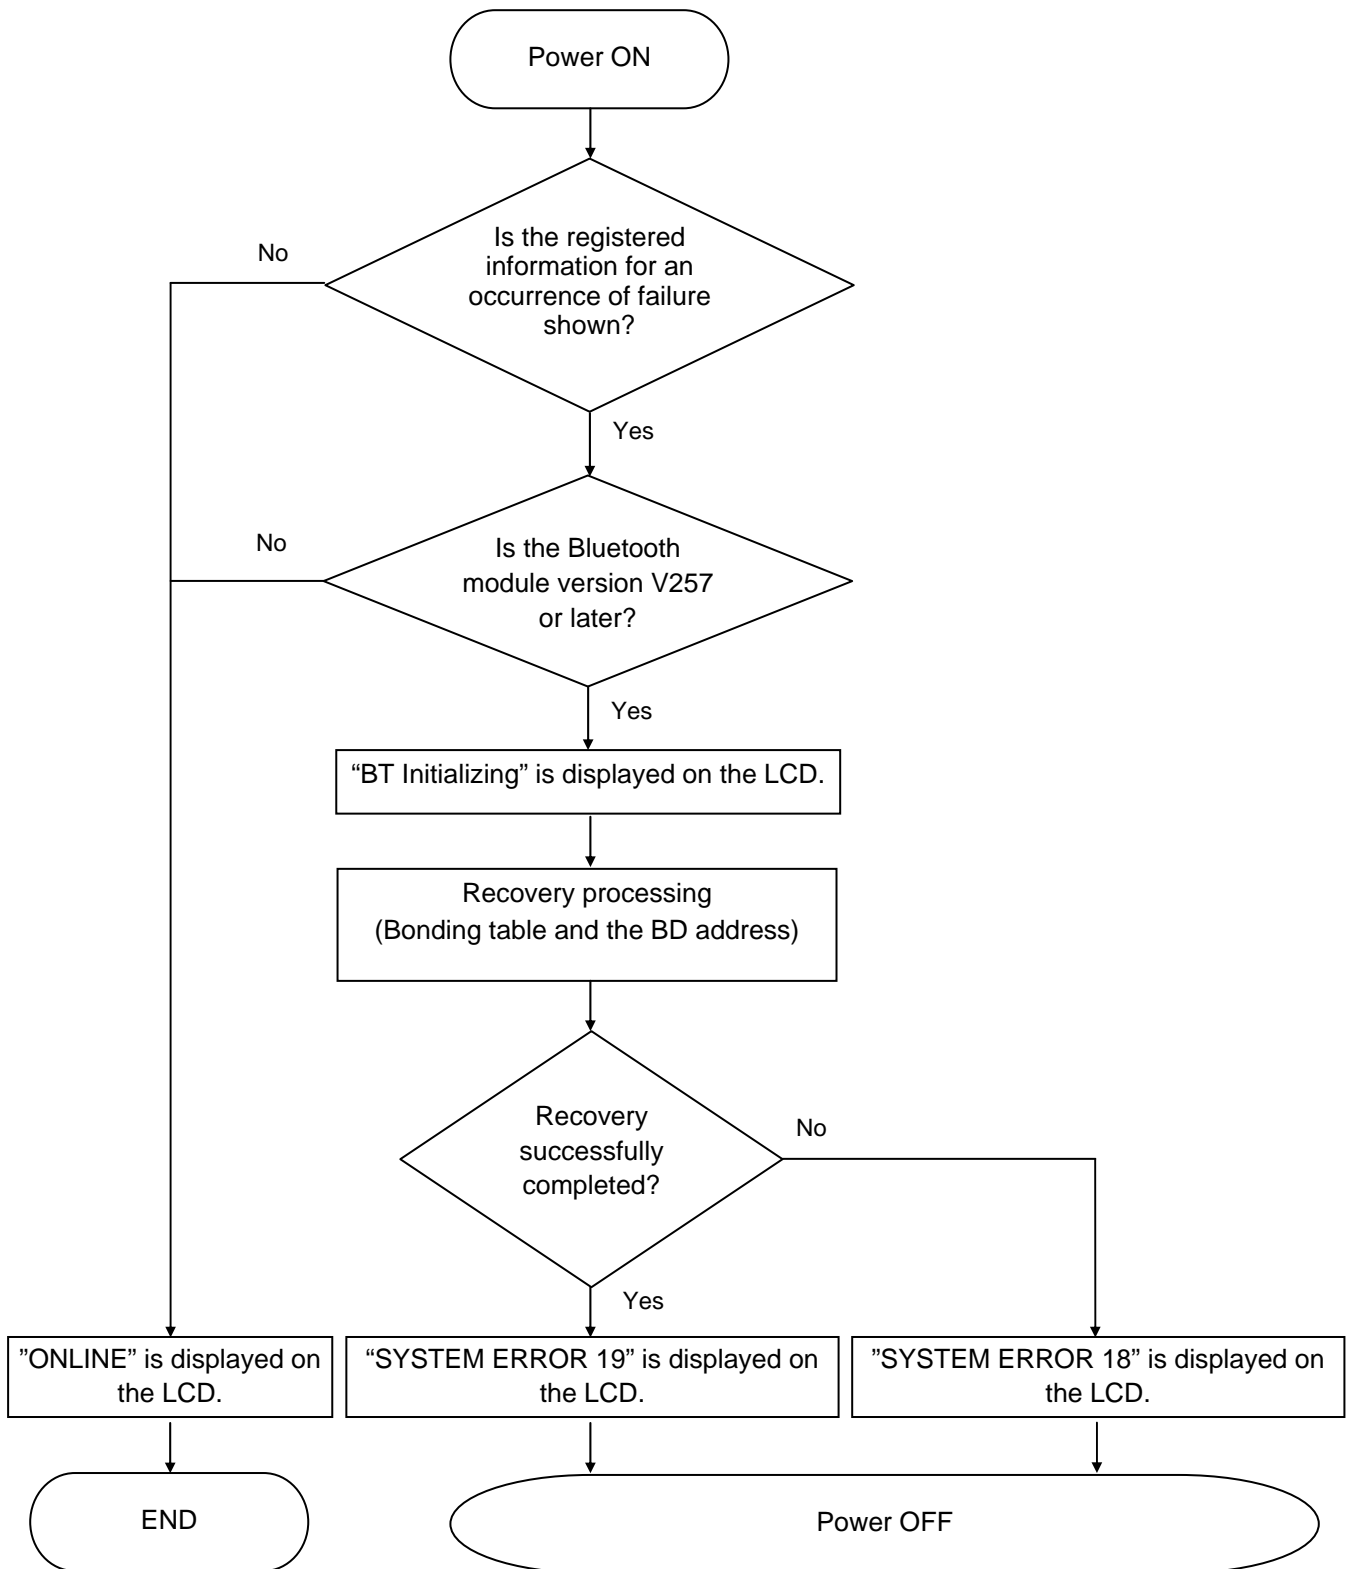 Power ON
Is the registered
information for an
occurrence of failure
shown?
No
Yes
Is the Bluetooth
module version V257
or later?
No
Yes
“BT Initializing” is displayed on the LCD.
Recovery processing
(Bonding table and the BD address)
Recovery
successfully
completed?
No
Yes
”ONLINE” is displayed on
the LCD.
“SYSTEM ERROR 19” is displayed on
the LCD.
”SYSTEM ERROR 18” is displayed on
the LCD.
END
Power OFF